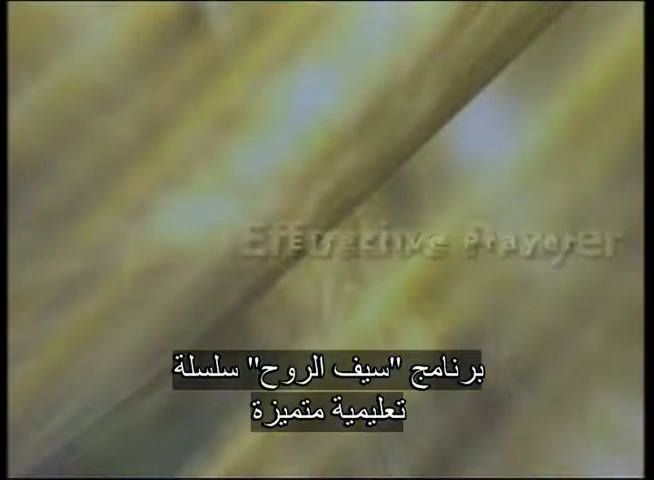 Effective Prayer
برنامج "سيف الروح" سلسلة
تعليمية متميزة